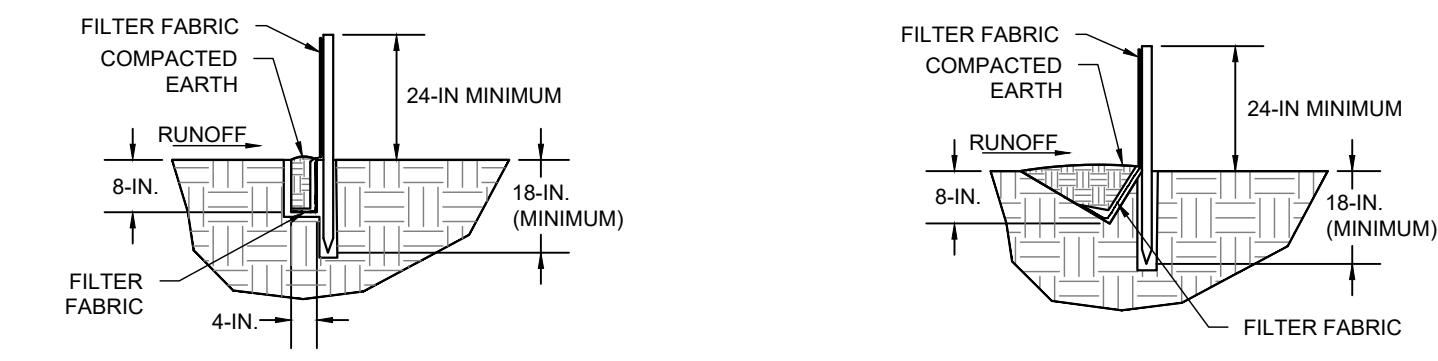 FILTER FABRIC
COMPACTED
EARTH
24-IN MINIMUM
RUNOFF
8-IN.
18-IN.
(MINIMUM)
FILTER
FABRIC
4-IN.
FILTER FABRIC
COMPACTED
EARTH
24-IN MINIMUM
RUNOFF
8-IN.
18-IN.
(MINIMUM)
FILTER FABRIC